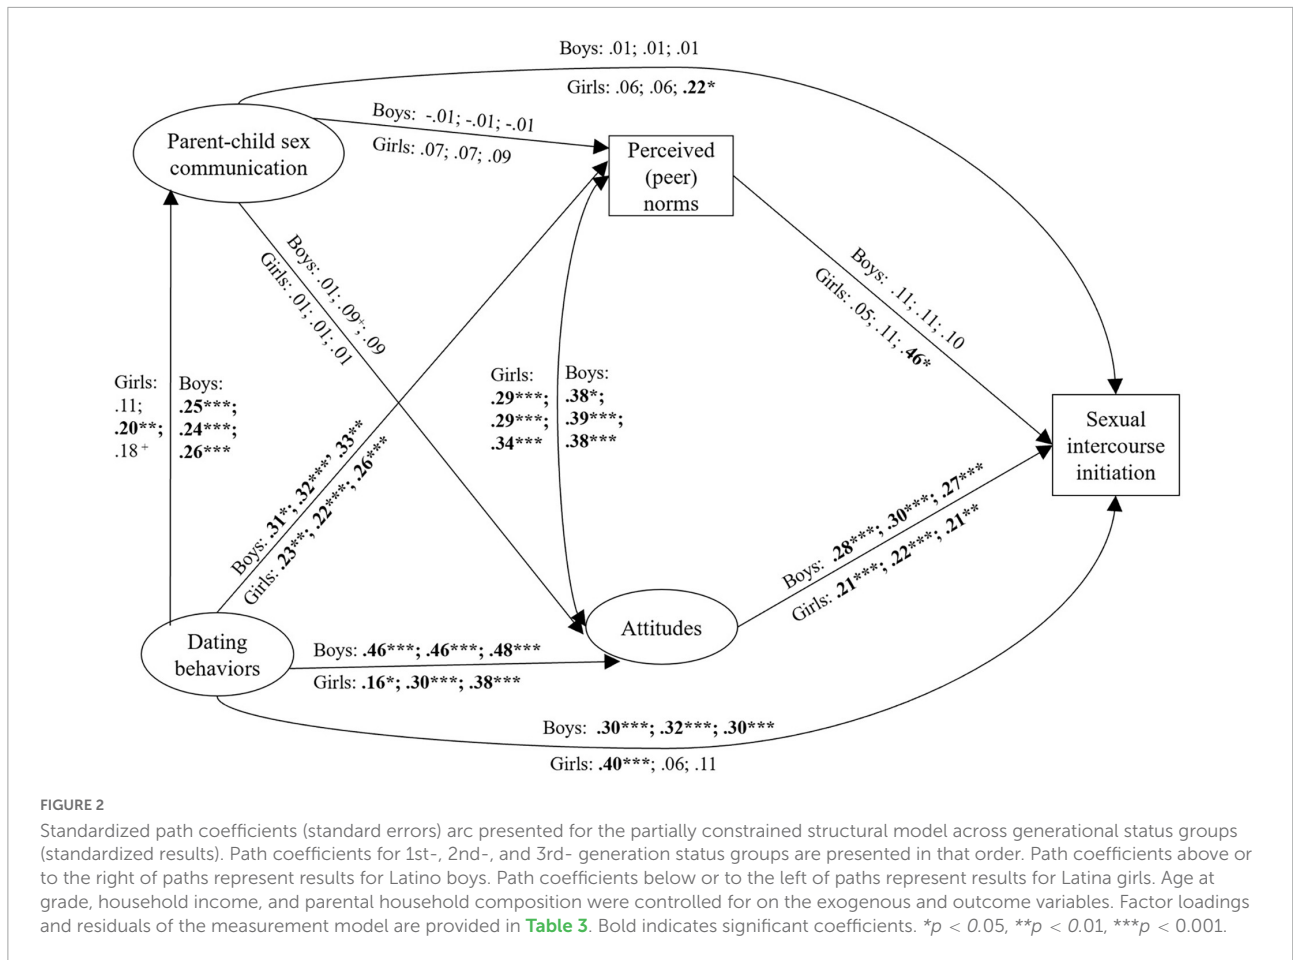 Boys: .01; .01; .01
Girls: .06; .06; .22*
Boys: -.01; -.01; -.01
Girls: .07; .07; .09
Parent-child sex
communication
Perceived
(peer)
norms
Boys: .01; .09⁺; .09
Girls: .01; .01; .01
Boys: .11; .11; .10
Girls: .05; .11; .46*
Girls:
.11;
.20**;
.18⁺
Boys:
.25***;
.24***;
.26***
Girls:
.29***;
.29***;
.34***
Boys:
.38*;
.39***;
.38***
Sexual
intercourse
initiation
Boys: .31*; .32***, .33**
Girls: .23**; .22***; .26***
Boys: .28***; .30***; .27***
Girls: .21***; .22***; .21**
Dating
behaviors
Attitudes
Boys: .46***; .46***; .48***
Girls: .16*; .30***; .38***
Boys: .30***; .32***; .30***
Girls: .40***; .06; .11
FIGURE 2
Standardized path coefficients (standard errors) arc presented for the partially constrained structural model across generational status groups
(standardized results). Path coefficients for 1st-, 2nd-, and 3rd- generation status groups are presented in that order. Path coefficients above or
to the right of paths represent results for Latino boys. Path coefficients below or to the left of paths represent results for Latina girls. Age at
grade, household income, and parental household composition were controlled for on the exogenous and outcome variables. Factor loadings
and residuals of the measurement model are provided in Table 3. Bold indicates significant coefficients. *p < 0.05, **p < 0.01, ***p < 0.001.